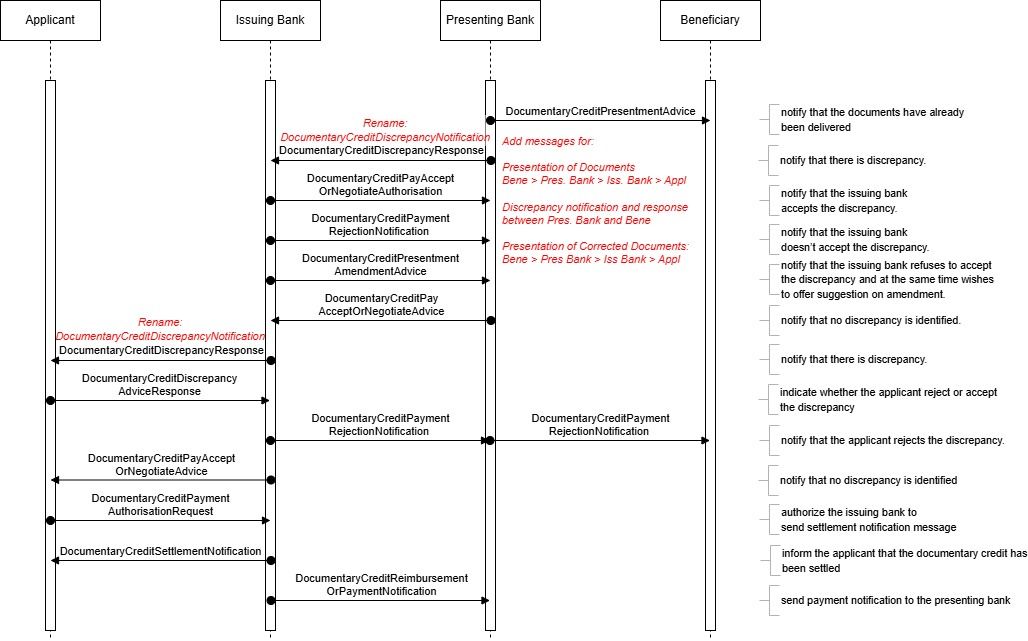 Applicant
Issuing Bank
Presenting Bank
Beneficiary
DocumentaryCreditPresentmentAdvice
notify that the documents have already
been delivered
Rename:
DocumentaryCreditDiscrepancyNotification
DocumentaryCreditDiscrepancyResponse
notify that there is discrepancy.
Add messages for:
Presentation of Documents
Bene > Pres. Bank > Iss. Bank > Appl
Discrepancy notification and response
between Pres. Bank and Bene
Presentation of Corrected Documents:
Bene > Pres Bank > Iss Bank > Appl
DocumentaryCreditPayAccept
OrNegotiateAuthorisation
notify that the issuing bank
accepts the discrepancy.
DocumentaryCreditPayment
RejectionNotification
notify that the issuing bank
doesn't accept the discrepancy.
DocumentaryCreditPresentment
AmendmentAdvice
notify that the issuing bank refuses to accept
the discrepancy and at the same time wishes
to offer suggestion on amendment.
DocumentaryCreditPay
AcceptOrNegotiateAdvice
notify that no discrepancy is identified.
Rename:
DocumentaryCreditDiscrepancyNotification
DocumentaryCreditDiscrepancyResponse
notify that there is discrepancy.
DocumentaryCreditDiscrepancy
AdviceResponse
indicate whether the applicant reject or accept
the discrepancy
DocumentaryCreditPayment
RejectionNotification
DocumentaryCreditPayment
RejectionNotification
notify that the applicant rejects the discrepancy.
DocumentaryCreditPayAccept
OrNegotiateAdvice
notify that no discrepancy is identified
DocumentaryCreditPayment
AuthorisationRequest
authorize the issuing bank to
send settlement notification message
DocumentaryCreditSettlementNotification
inform the applicant that the documentary credit has
been settled
DocumentaryCreditReimbursement
OrPaymentNotification
send payment notification to the presenting bank